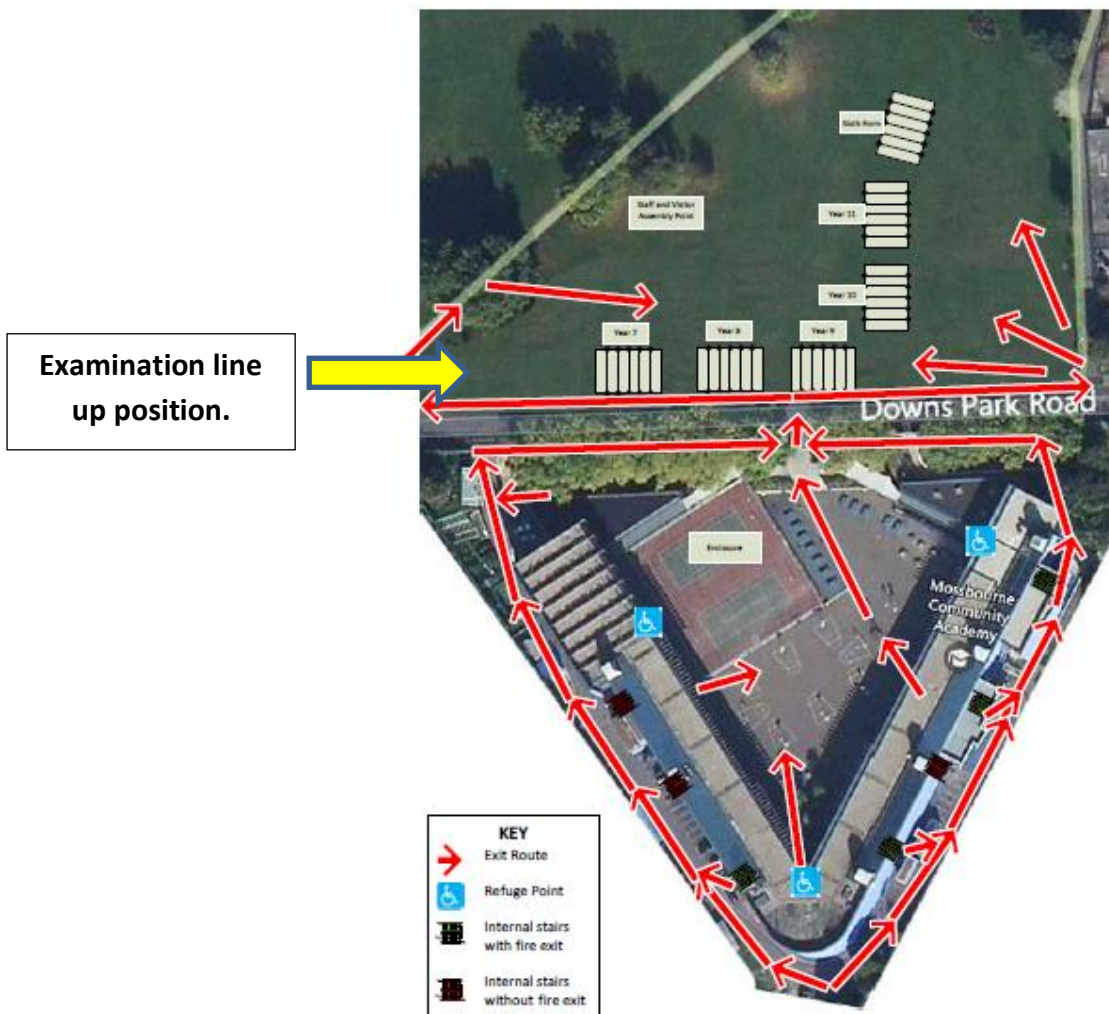 Sixth Form
Staff and Visitor
Assembly Point
Year 11
Year 10
Year 7
Year 8
Year 9
Examination line
up position.
Downs Park Road
Enclosure
Mossbourne
Community
Academy
KEY
Exit Route
Refuge Point
Internal stairs
with fire exit
Internal stairs
without fire exit